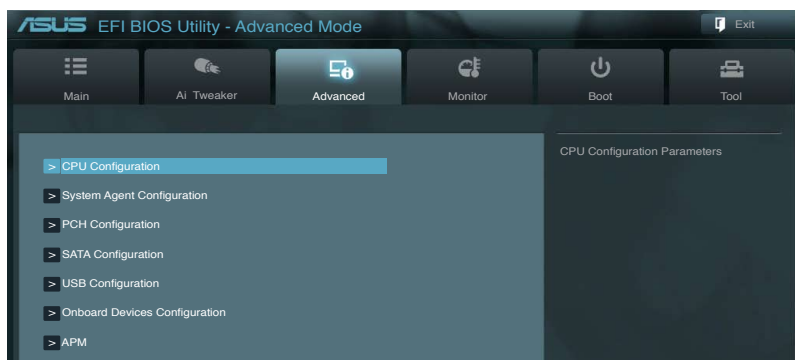 ASUS EFI BIOS Utility - Advanced Mode
Exit
Main Ai Tweaker Advanced Monitor Boot Tool
CPU Configuration Parameters
> CPU Configuration
> System Agent Configuration
> PCH Configuration
> SATA Configuration
> USB Configuration
> Onboard Devices Configuration
> APM